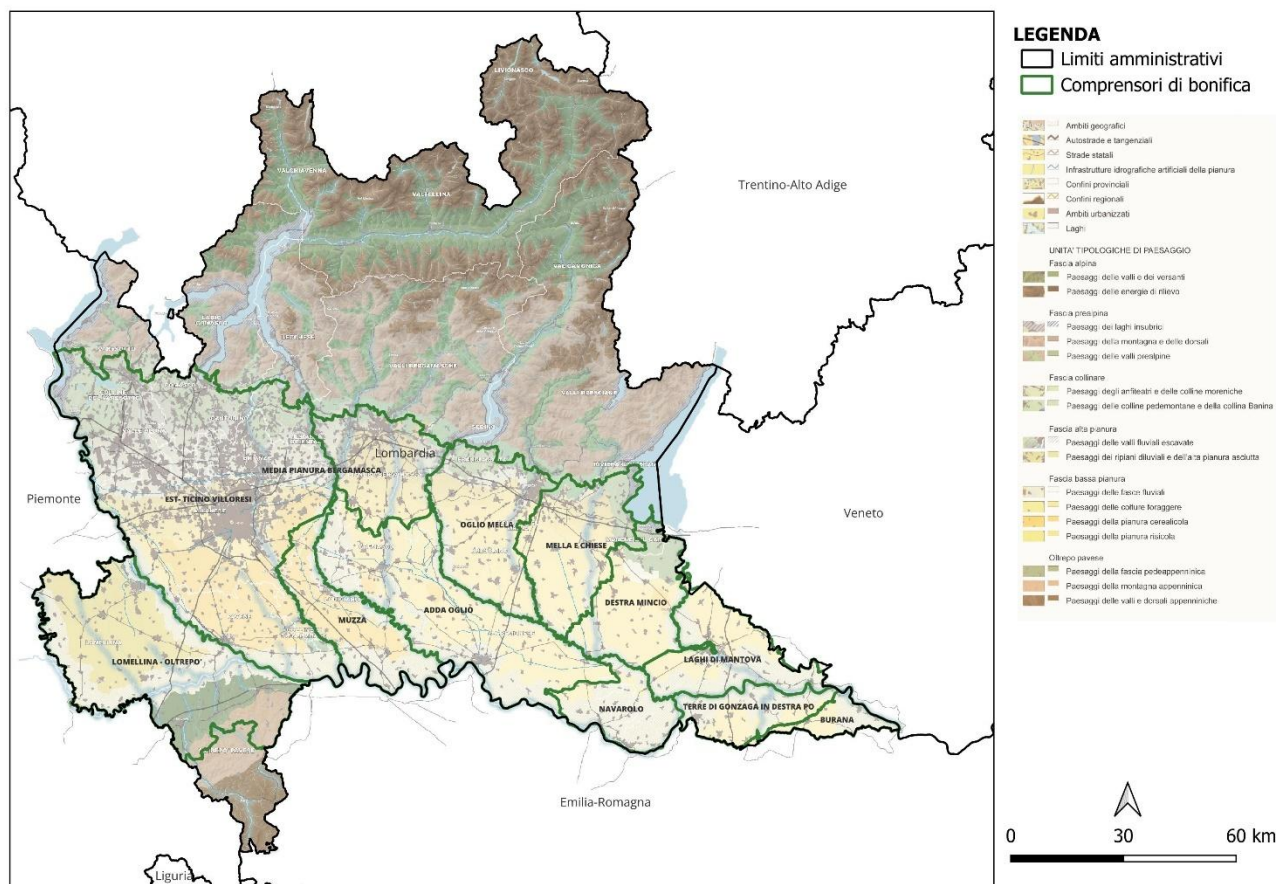 LEGENDA
Limiti amministrativi
Comprensori di bonifica
Ambiti geografici
Autostrade e tangenziali
Strade statali
Infrastrutture idrografiche artificiali della pianura
Confini provinciali
Confini regionali
Ambiti urbanizzati
Laghi
UNITA' TIPOLOGICHE DI PAESAGGIO
Fascia alpina
Paesaggi delle valli e dei versanti
Paesaggi delle energie di rilievo
Fascia prealpina
Paesaggi dei laghi insubrici
Paesaggi della montagna e delle dorsali
Paesaggi delle valli prealpine
Fascia collinare
Paesaggi degli anfiteatri e delle colline moreniche
Paesaggi delle colline pedemontane e della collina Banina
Fascia alta pianura
Paesaggi delle valli fluviali escavate
Paesaggi dei ripiani diluviali e dell'alta pianura asciutta
Fascia bassa pianura
Paesaggi delle fasce fluviali
Paesaggi delle colture foraggere
Paesaggi della pianura cerealicola
Paesaggi della pianura risicola
Oltrepo pavese
Paesaggi della fascia pedeappenninica
Paesaggi della montagna appenninica
Paesaggi delle valli e dorsali appenniniche
0 30 60 km
LIVIGNASCO
VALCHIAVENNA
VALTELLINA
VALCAMONICA
Trentino-Alto Adige
Lombardia
MEDIA PIANURA BERGAMASCA
Piemonte
EST- TICINO VILLORESI
Veneto
OGLIO MELLA
MELLA E CHIESE
DESTRA MINCIO
ADDA OGLIO
MUZZA
LAGHI DI MANTOVA
LOMELLINA - OLTREPO'
NAVAROLO
TERRE DI GONZAGA IN DESTRA PO
BURANA
Emilia-Romagna
Liguria